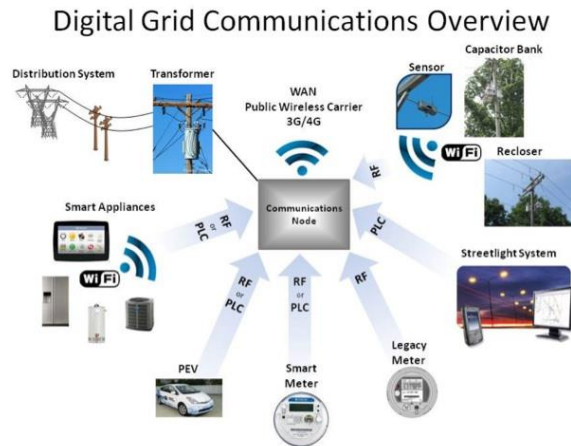 Digital Grid Communications Overview
Distribution System
Transformer
WAN
Public Wireless Carrier
3G/4G
Sensor
Capacitor Bank
WiFi
Recloser
RF
Communications
Node
Smart Appliances
WiFi
RF
or
PLC
PLC
Streetlight System
RF
or
PLC
RF
or
PLC
RF
PEV
Smart
Meter
Legacy
Meter